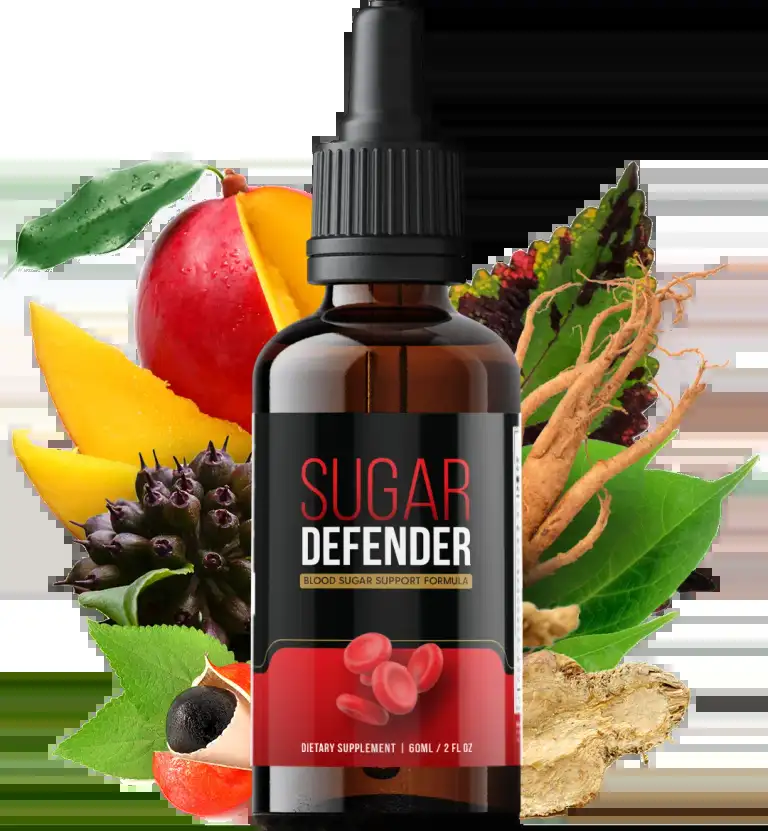 SUGAR
DEFENDER
BLOOD SUGAR SUPPORT FORMULA
DIETARY SUPPLEMENT | 60ML / 2 FL OZ